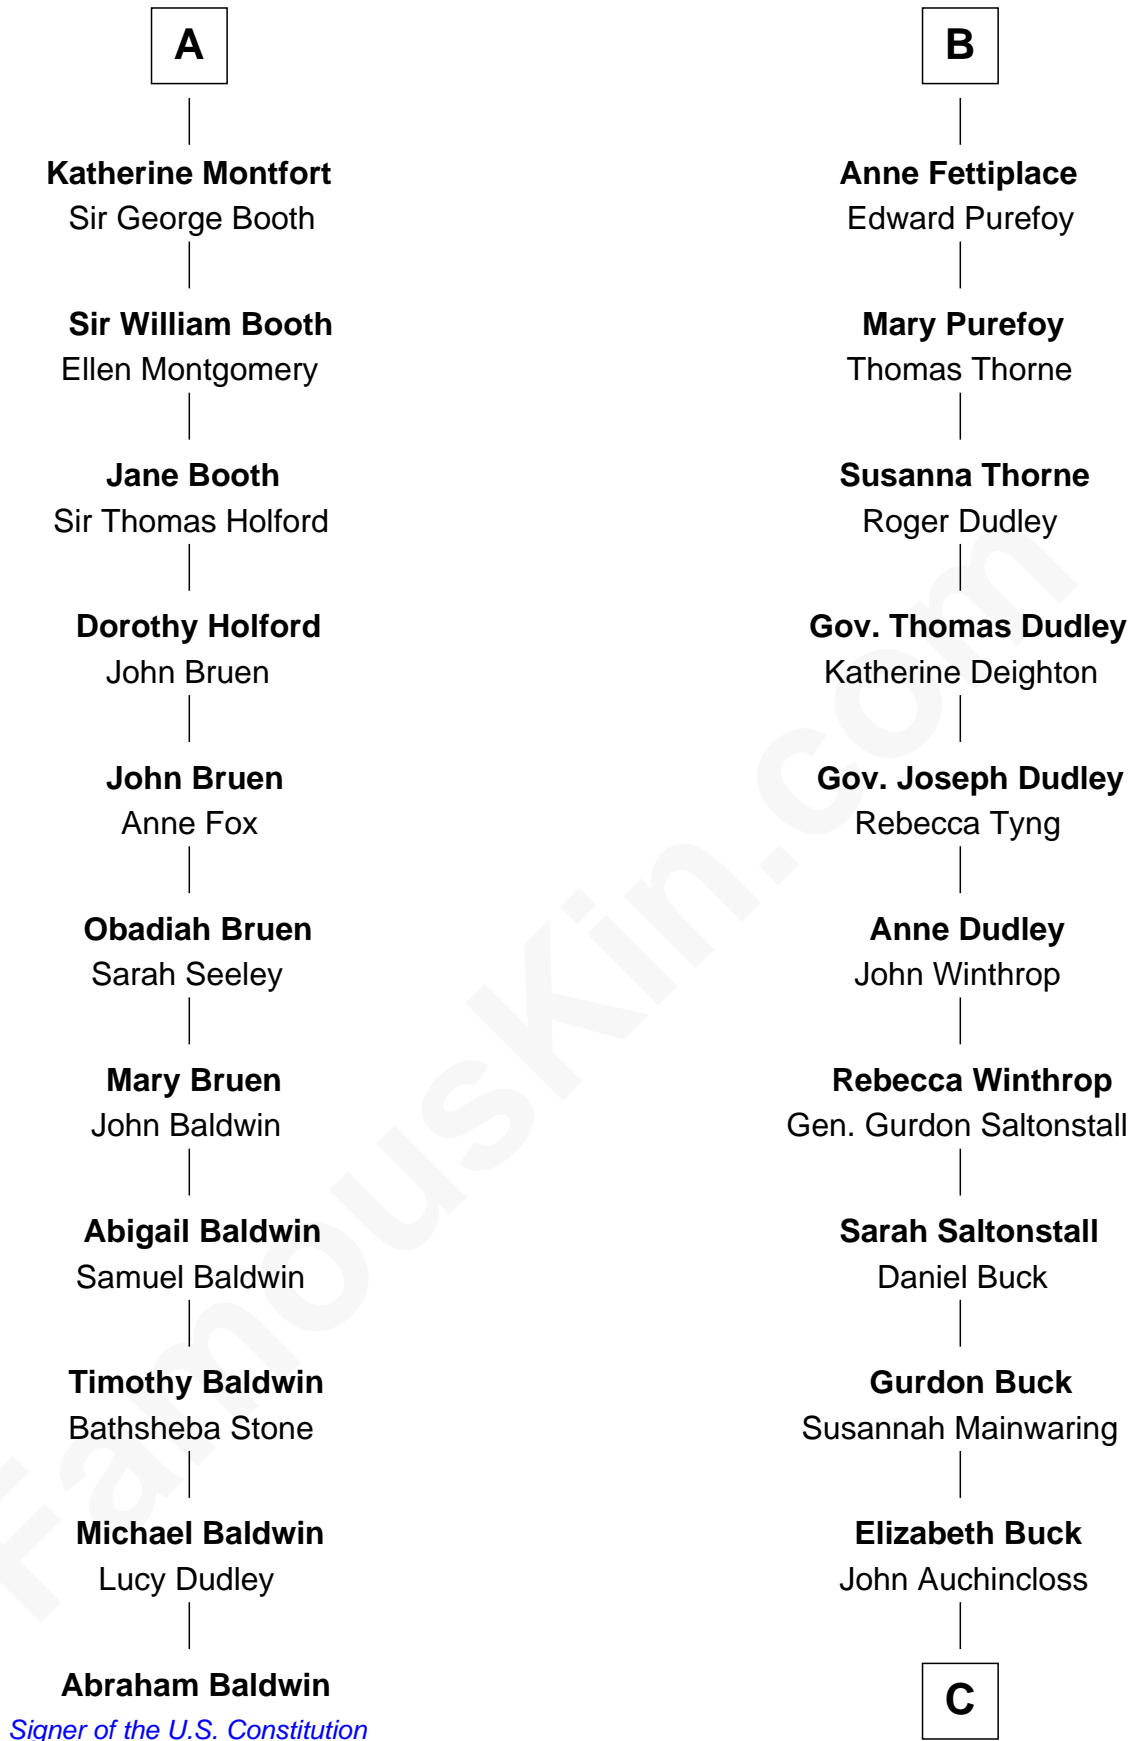 A
Katherine Montfort
Sir George Booth
Sir William Booth
Ellen Montgomery
Jane Booth
Sir Thomas Holford
Dorothy Holford
John Bruen
John Bruen
Anne Fox
Obadiah Bruen
Sarah Seeley
Mary Bruen
John Baldwin
Abigail Baldwin
Samuel Baldwin
Timothy Baldwin
Bathsheba Stone
Michael Baldwin
Lucy Dudley
Abraham Baldwin
Signer of the U.S. Constitution
B
Anne Fettiplace
Edward Purefoy
Mary Purefoy
Thomas Thorne
Susanna Thorne
Roger Dudley
Gov. Thomas Dudley
Katherine Deighton
Gov. Joseph Dudley
Rebecca Tyng
Anne Dudley
John Winthrop
Rebecca Winthrop
Gen. Gurdon Saltonstall
Sarah Saltonstall
Daniel Buck
Gurdon Buck
Susannah Mainwaring
Elizabeth Buck
John Auchincloss
C
FamousKin.com